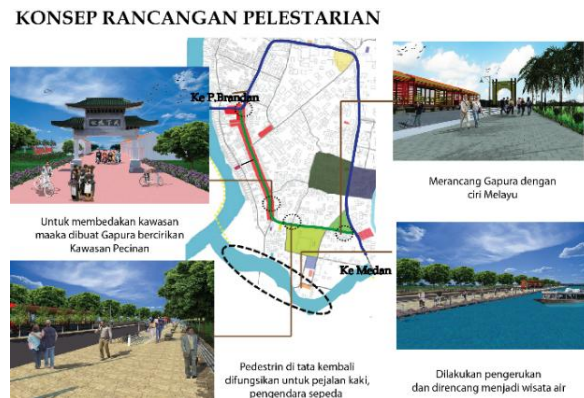 KONSEP RANCANGAN PELESTARIAN
Ke P.Brandan
Untuk membedakan kawasan
maaka dibuat Gapura bercirikan
Kawasan Pecinan
Merancang Gapura dengan
ciri Melayu
Ke Medan
Pedestrin di tata kembali
difungsikan untuk pejalan kaki,
pengendara sepeda
Dilakukan pengerukan
dan direncang menjadi wisata air